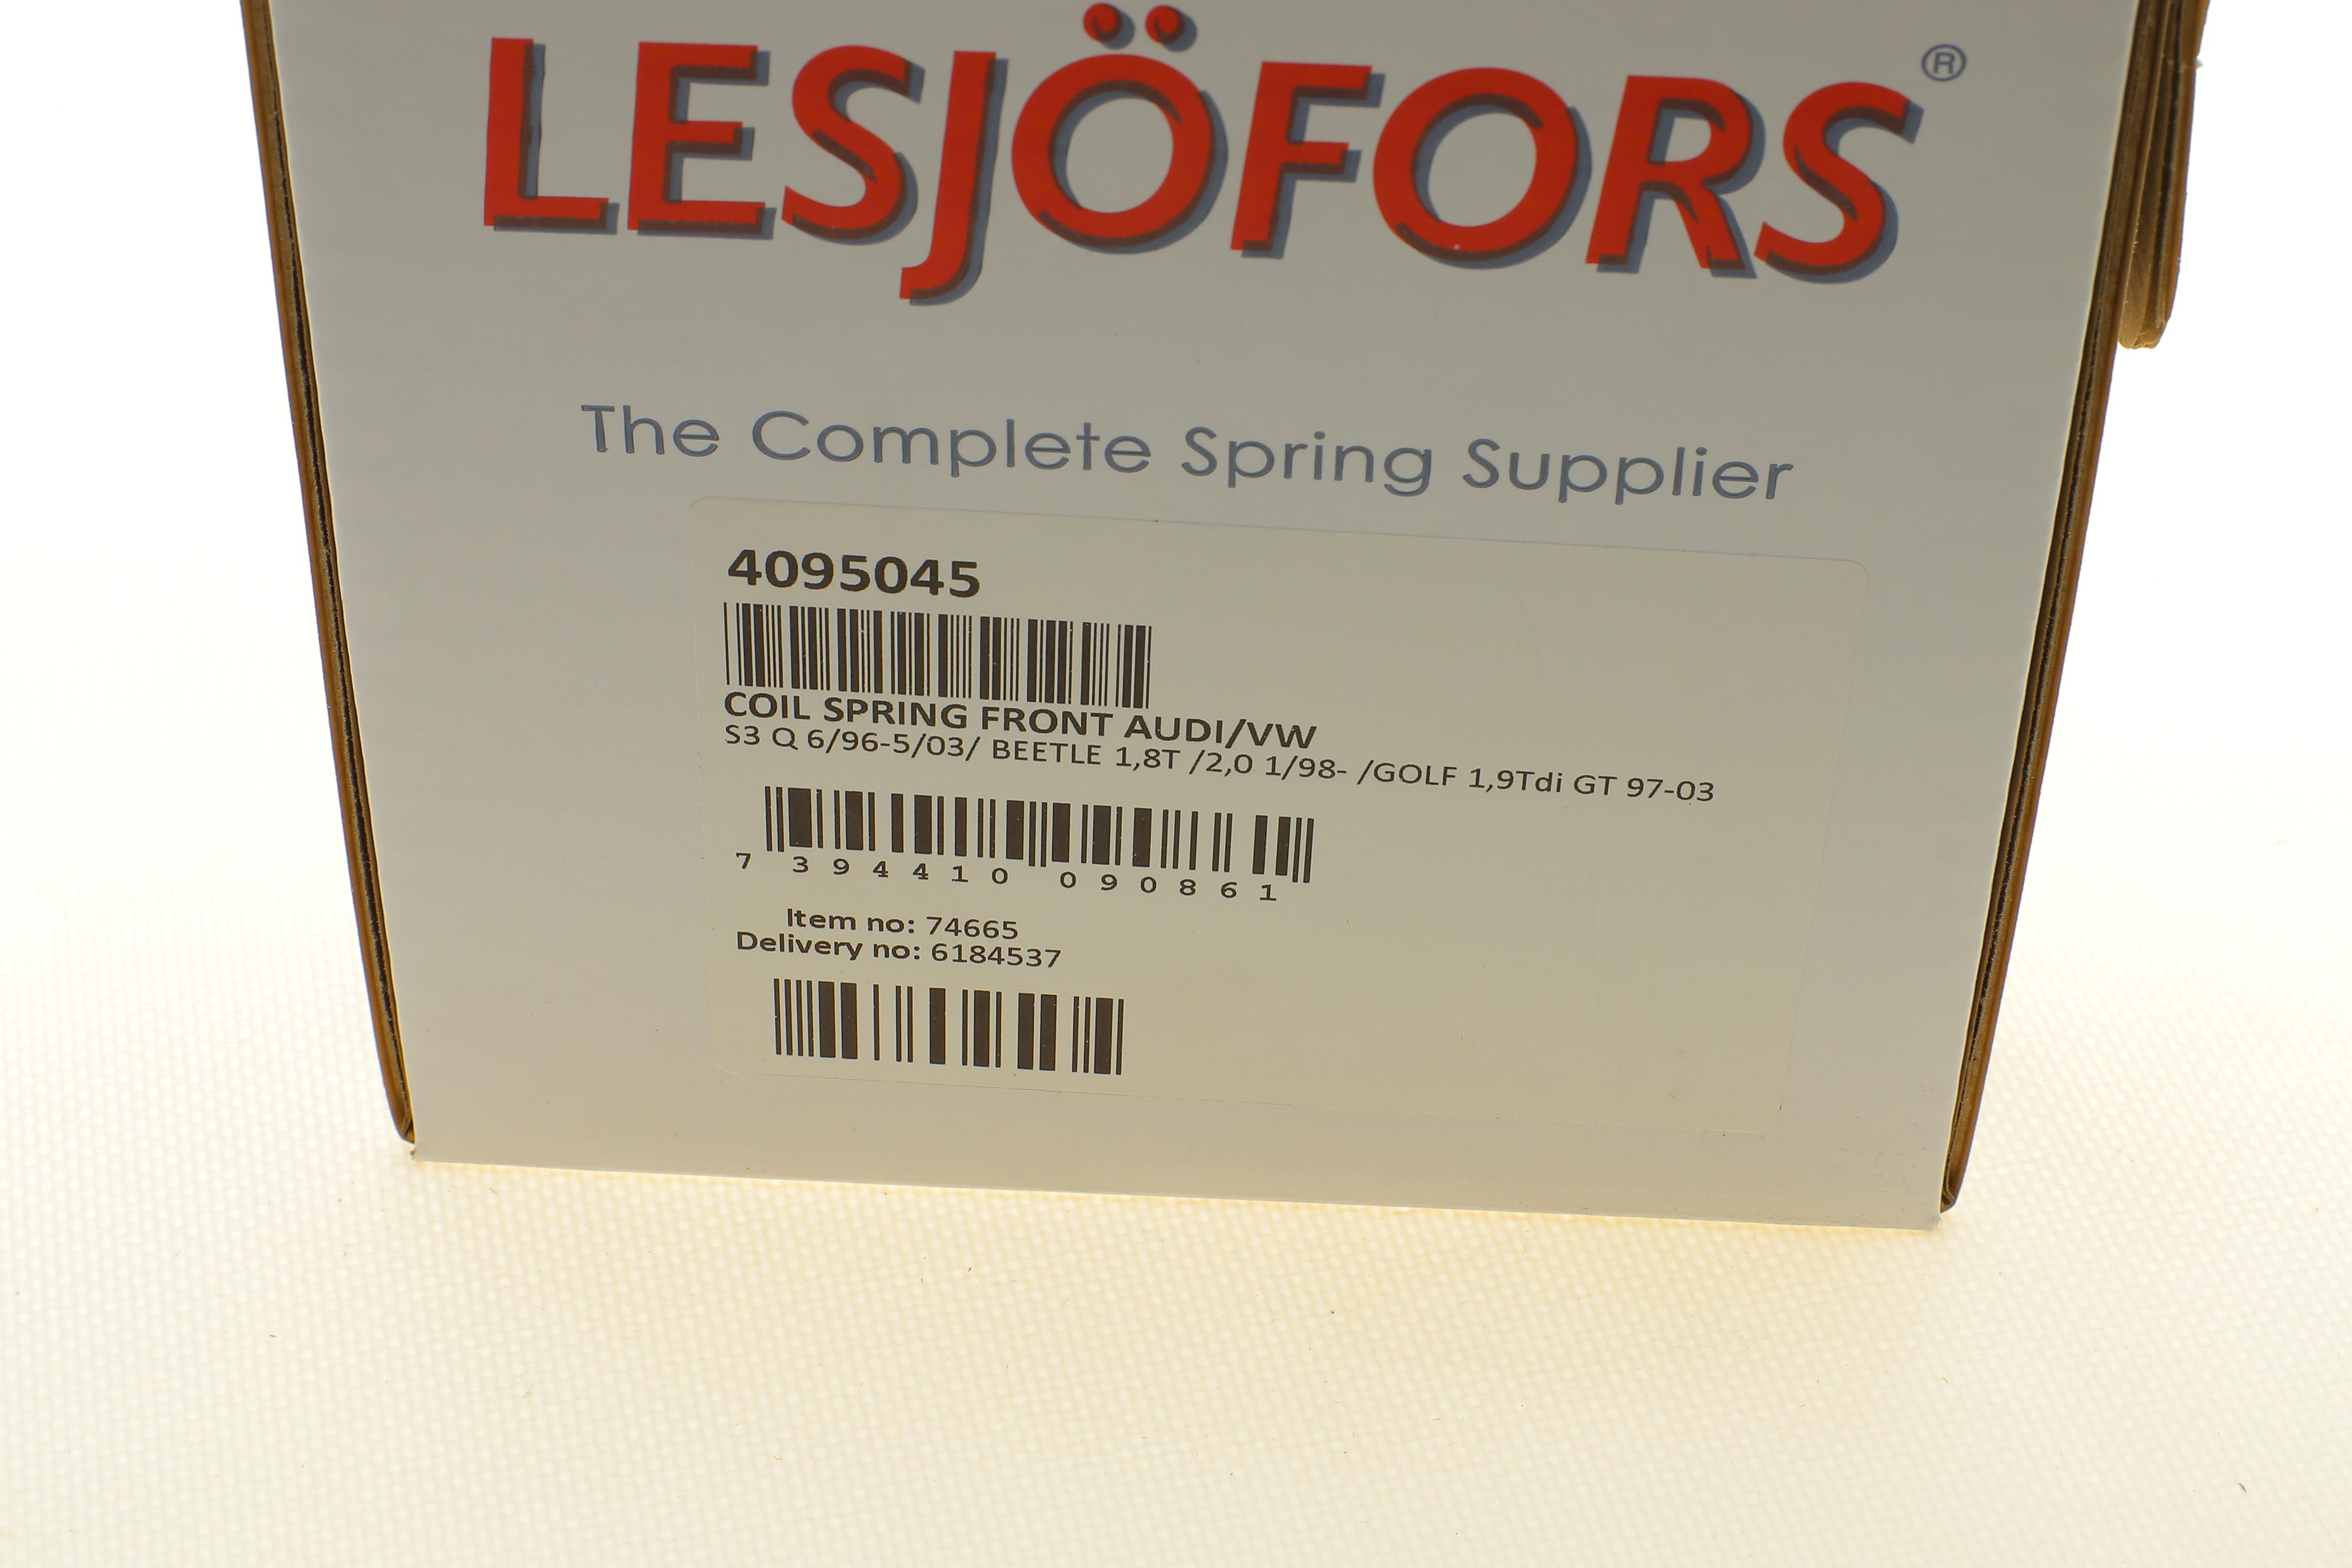 LESJÖFORS®
The Complete Spring Supplier
4095045
COIL SPRING FRONT AUDI/VW
S3 Q 6/96-5/03/ BEETLE 1,8T /2,0 1/98- /GOLF 1,9Tdi GT 97-03
7 394410 090861
Item no: 74665
Delivery no: 6184537